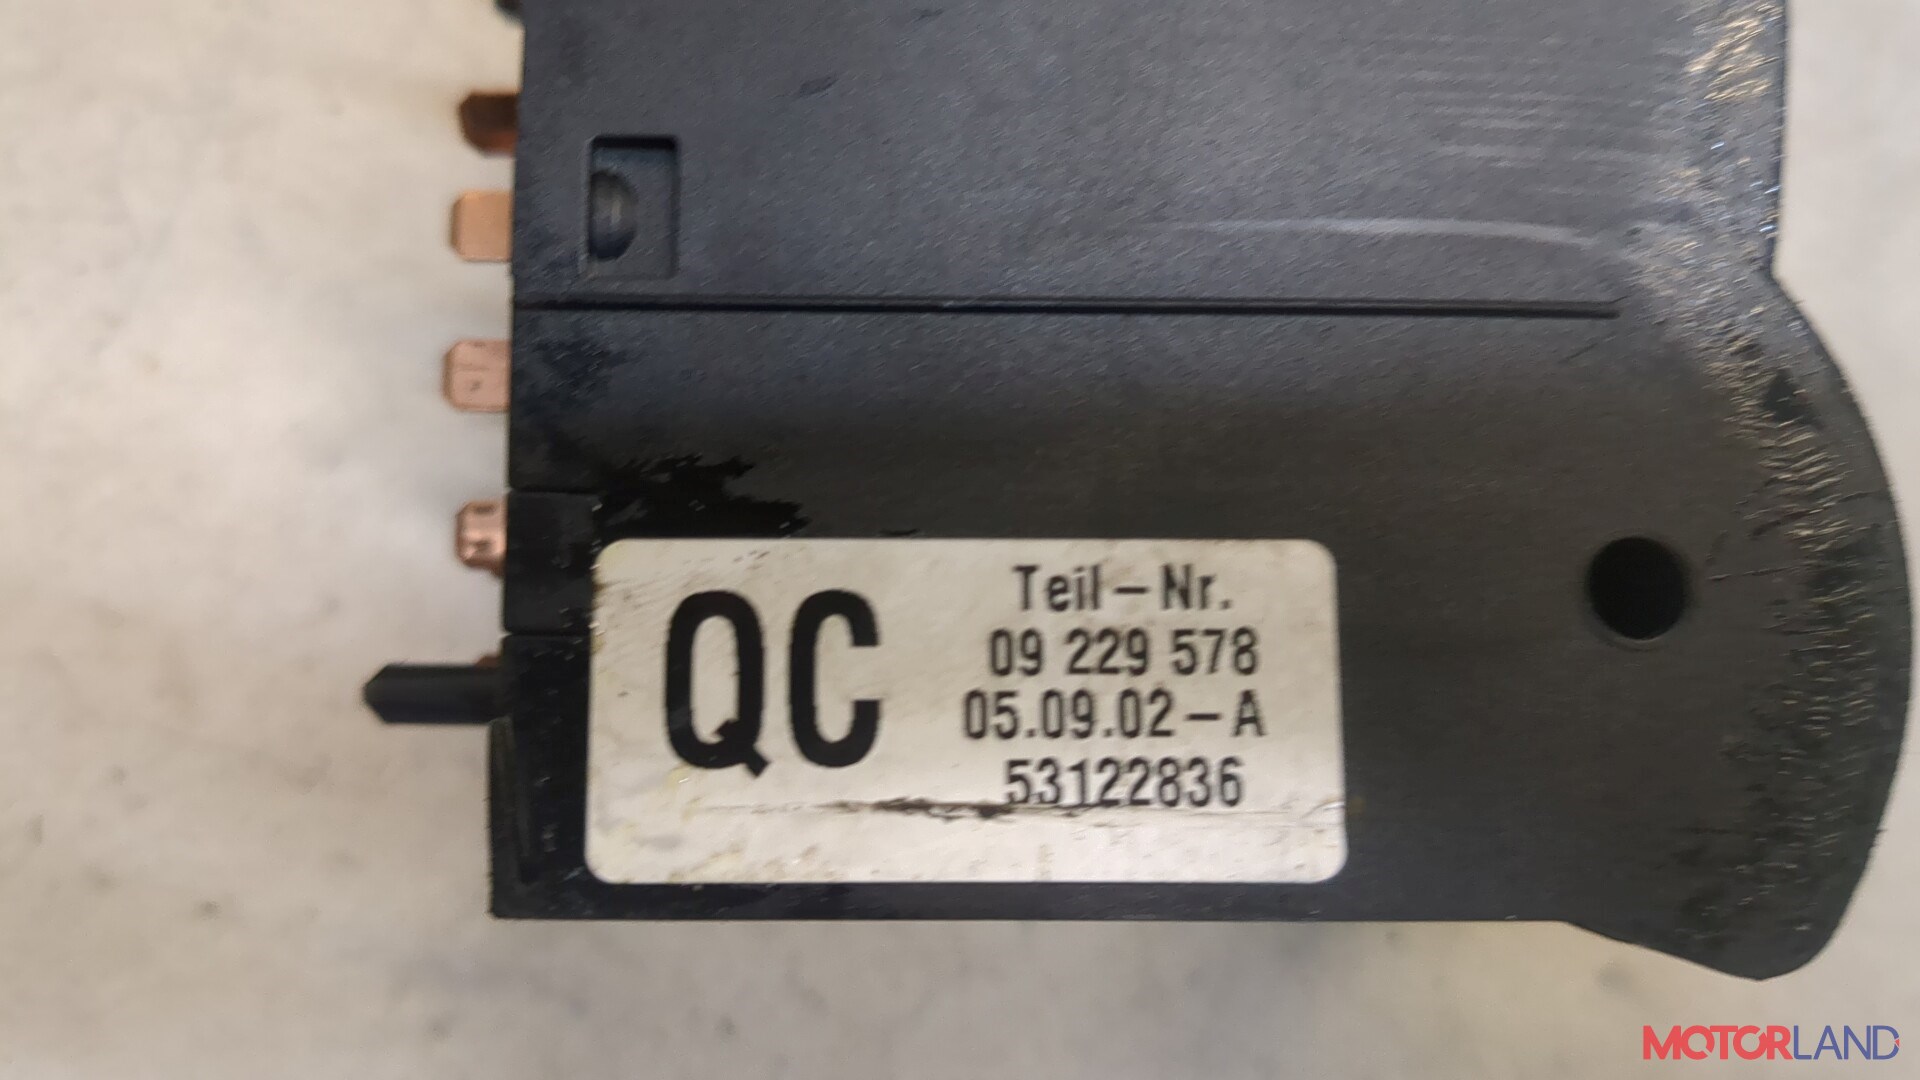 QC
Teil-Nr.
09 229 578
05.09.02-A
53122836
MOTORLAND